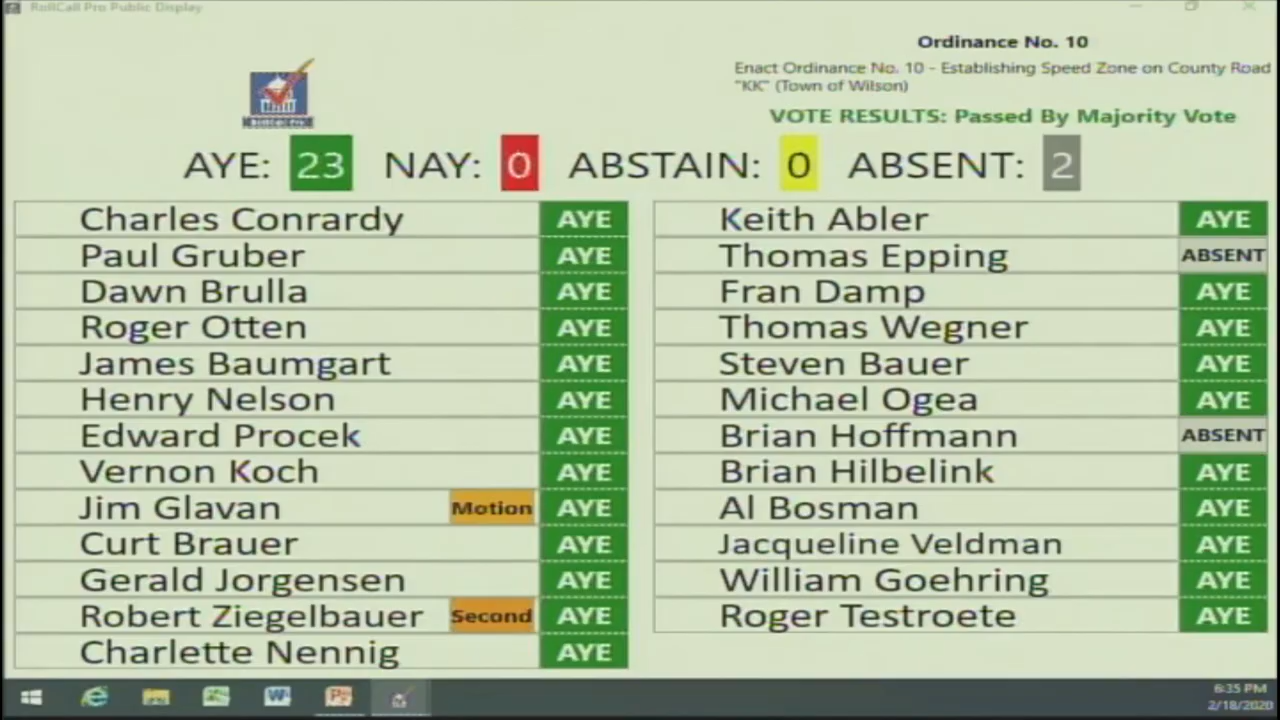 RollCall Pro Public Display
Ordinance No. 10
Enact Ordinance No. 10 - Establishing Speed Zone on County Road
"KK" (Town of Wilson)
VOTE RESULTS: Passed By Majority Vote
AYE: 23 NAY: 0 ABSTAIN: 0 ABSENT: 2
Charles Conrardy AYE
Paul Gruber AYE
Dawn Brulla AYE
Roger Otten AYE
James Baumgart AYE
Henry Nelson AYE
Edward Procek AYE
Vernon Koch AYE
Jim Glavan Motion AYE
Curt Brauer AYE
Gerald Jorgensen AYE
Robert Ziegelbauer Second AYE
Charlette Nennig AYE
Keith Abler AYE
Thomas Epping ABSENT
Fran Damp AYE
Thomas Wegner AYE
Steven Bauer AYE
Michael Ogea AYE
Brian Hoffmann ABSENT
Brian Hilbelink AYE
Al Bosman AYE
Jacqueline Veldman AYE
William Goehring AYE
Roger Testroete AYE
6:35 PM
2/18/2020